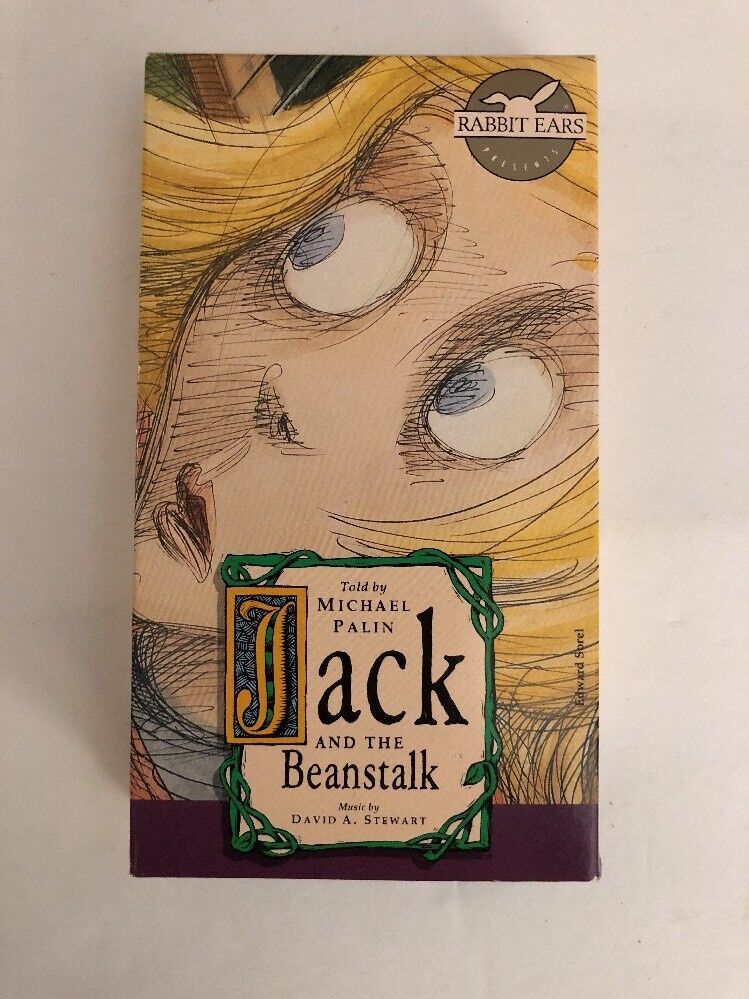 RABBIT EARS
PRESENTS
Told by
MICHAEL
PALIN
Jack
AND THE
Beanstalk
Music by
DAVID A. STEWART
Edward Sorel